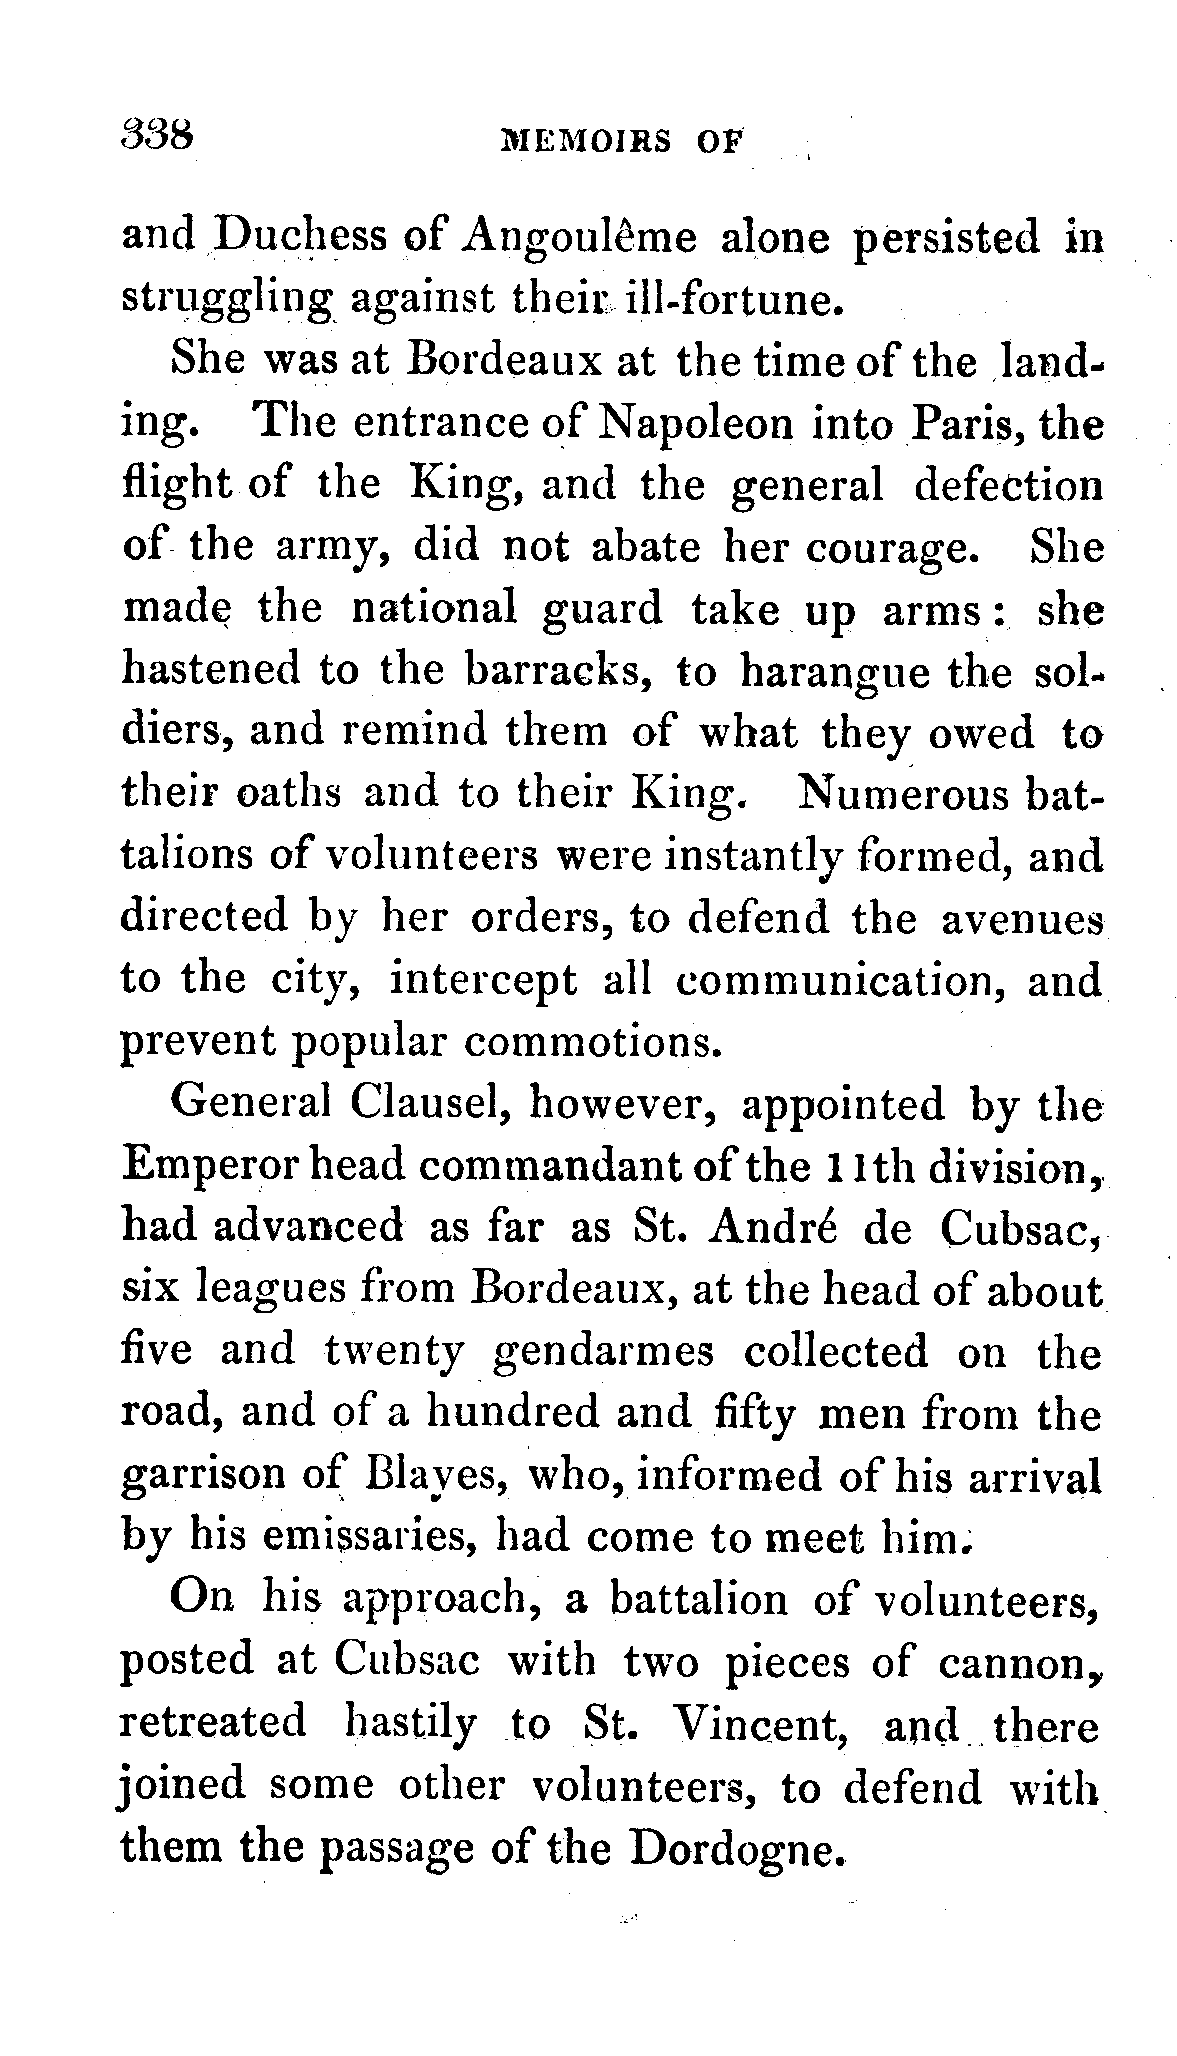 338 MEMOIRS OF
and Duchess of Angoulême alone persisted in
struggling against their ill-fortune.
She was at Bordeaux at the time of the land-
ing. The entrance of Napoleon into Paris, the
flight of the King, and the general defection
of the army, did not abate her courage. She
made the national guard take up arms : she
hastened to the barracks, to harangue the sol-
diers, and remind them of what they owed to
their oaths and to their King. Numerous bat-
talions of volunteers were instantly formed, and
directed by her orders, to defend the avenues
to the city, intercept all communication, and
prevent popular commotions.
General Clausel, however, appointed by the
Emperor head commandant of the 11th division,
had advanced as far as St. André de Cubsac,
six leagues from Bordeaux, at the head of about
five and twenty gendarmes collected on the
road, and of a hundred and fifty men from the
garrison of Blayes, who, informed of his arrival
by his emissaries, had come to meet him.
On his approach, a battalion of volunteers,
posted at Cubsac with two pieces of cannon,
retreated hastily to St. Vincent, and there
joined some other volunteers, to defend with
them the passage of the Dordogne.